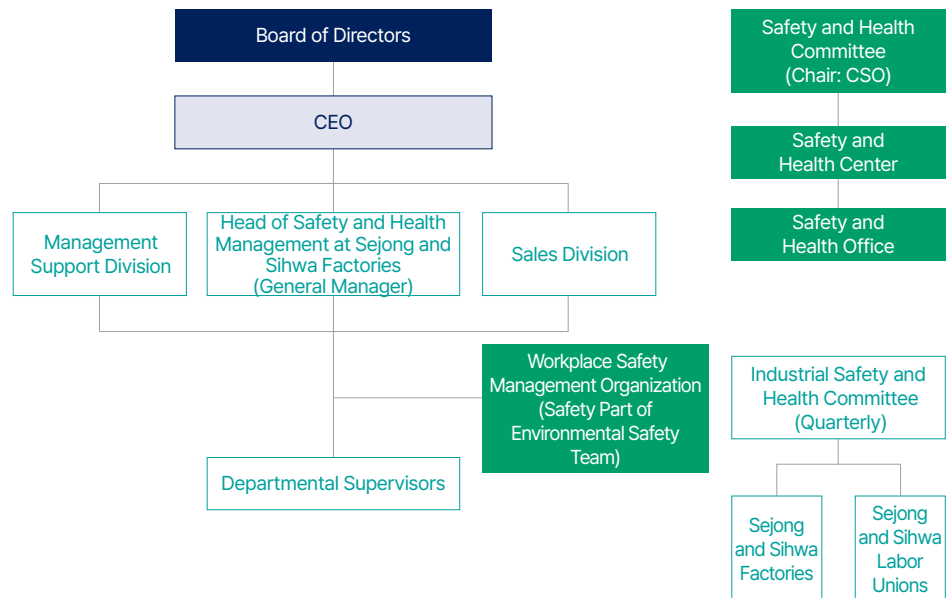 Board of Directors
CEO
Management
Support Division
Head of Safety and Health
Management at Sejong and
Sihwa Factories
(General Manager)
Sales Division
Workplace Safety
Management Organization
(Safety Part of
Environmental Safety
Team)
Departmental Supervisors
Safety and Health
Committee
(Chair: CSO)
Safety and
Health Center
Safety and
Health Office
Industrial Safety and
Health Committee
(Quarterly)
Sejong
and Sihwa
Factories
Sejong
and Sihwa
Labor
Unions